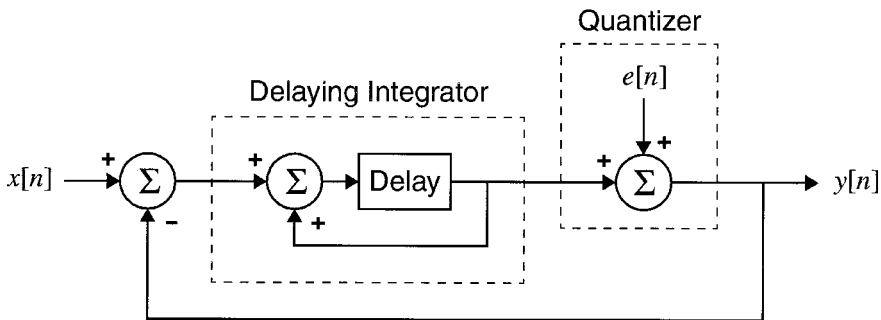 Quantizer
e[n]
Delaying Integrator
+
+
+
+
x[n]
Σ
Σ
Delay
Σ
y[n]
−
+